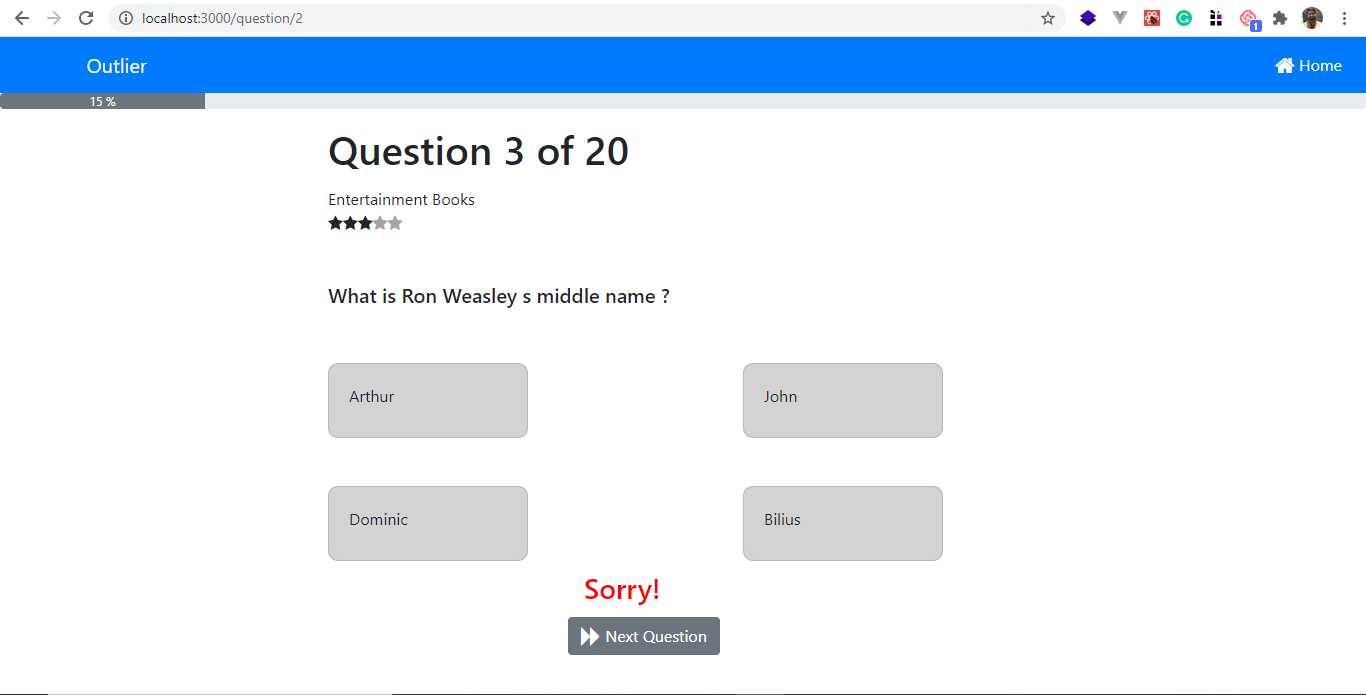 localhost:3000/question/2
1
Outlier
Home
15 %
Question 3 of 20
Entertainment Books
What is Ron Weasley s middle name ?
Arthur
John
Dominic
Bilius
Sorry!
Next Question